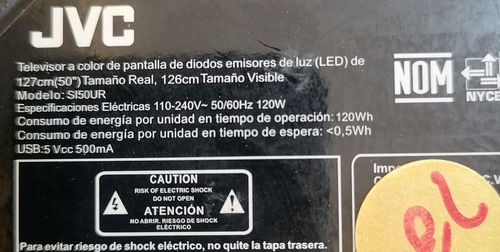 JVC
Televisor a color de pantalla de diodos emisores de luz (LED) de
127cm(50") Tamaño Real, 126cm Tamaño Visible
Modelo: SI50UR
Especificaciones Eléctricas 110-240V~ 50/60Hz 120W
Consumo de energía por unidad en tiempo de operación: 120Wh
Consumo de energía por unidad en tiempo de espera: <0,5Wh
USB:5 Vcc 500mA
NOM
NYCE
CAUTION
RISK OF ELECTRIC SHOCK
DO NOT OPEN
ATENCIÓN
NO ABRIR. RIESGO DE SHOCK
ELÉCTRICO
Para evitar riesgo de shock eléctrico, no quite la tapa trasera.